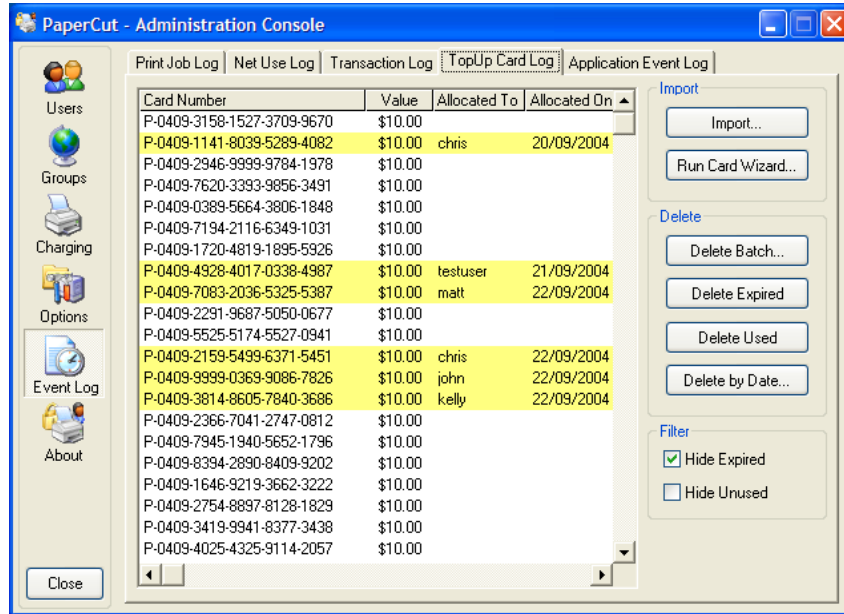 PaperCut - Administration Console
Users
Groups
Charging
Options
Event Log
About
Close
Print Job Log Net Use Log Transaction Log TopUp Card Log Application Event Log
Card Number Value Allocated To Allocated On
P-0409-3158-1527-3709-9670 $10.00
P-0409-1141-8039-5289-4082 $10.00 chris 20/09/2004
P-0409-2946-9999-9784-1978 $10.00
P-0409-7620-3393-9856-3491 $10.00
P-0409-0389-5664-3806-1848 $10.00
P-0409-7194-2116-6349-1031 $10.00
P-0409-1720-4819-1895-5926 $10.00
P-0409-4928-4017-0338-4987 $10.00 testuser 21/09/2004
P-0409-7083-2036-5325-5387 $10.00 matt 22/09/2004
P-0409-2291-9687-5050-0677 $10.00
P-0409-5525-5174-5527-0941 $10.00
P-0409-2159-5499-6371-5451 $10.00 chris 22/09/2004
P-0409-9999-0369-9086-7826 $10.00 john 22/09/2004
P-0409-3814-8605-7840-3686 $10.00 kelly 22/09/2004
P-0409-2366-7041-2747-0812 $10.00
P-0409-7945-1940-5652-1796 $10.00
P-0409-8394-2890-8409-9202 $10.00
P-0409-1646-9219-3662-3222 $10.00
P-0409-2754-8897-8128-1829 $10.00
P-0409-3419-9941-8377-3438 $10.00
P-0409-4025-4325-9114-2057 $10.00
Import
Import...
Run Card Wizard...
Delete
Delete Batch...
Delete Expired
Delete Used
Delete by Date...
Filter
Hide Expired
Hide Unused